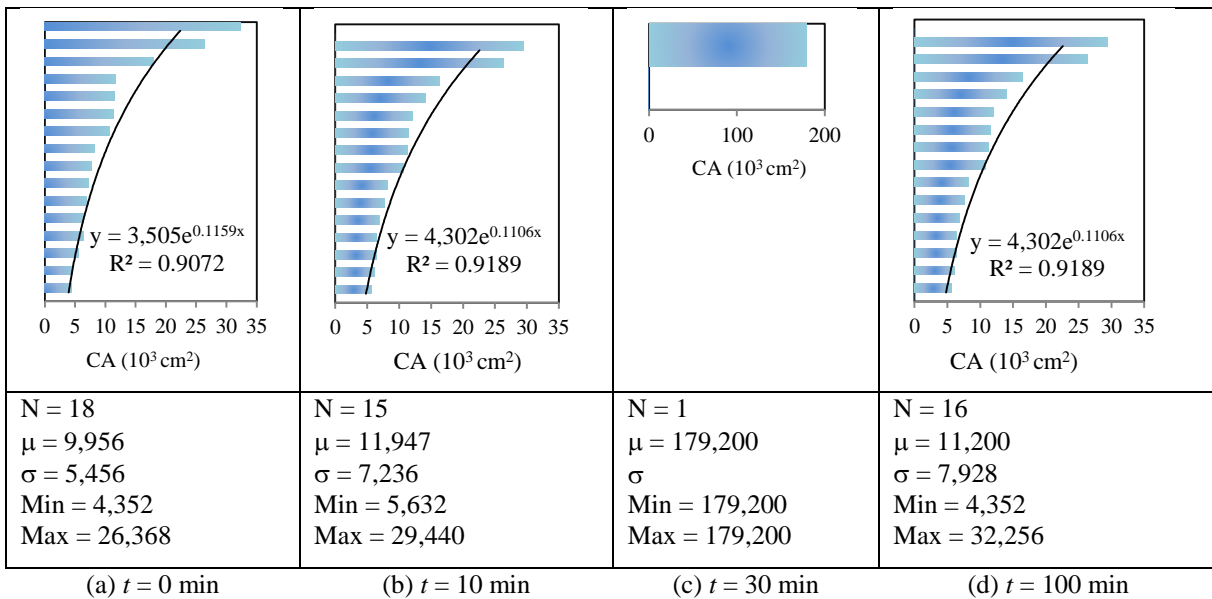 y = 3,505e^0.1159x
R² = 0.9072
0 5 10 15 20 25 30 35
CA (10³ cm²)
y = 4,302e^0.1106x
R² = 0.9189
0 5 10 15 20 25 30 35
CA (10³ cm²)
0 100 200
CA (10³ cm²)
y = 4,302e^0.1106x
R² = 0.9189
0 5 10 15 20 25 30 35
CA (10³ cm²)
N = 18
μ = 9,956
σ = 5,456
Min = 4,352
Max = 26,368
N = 15
μ = 11,947
σ = 7,236
Min = 5,632
Max = 29,440
N = 1
μ = 179,200
σ
Min = 179,200
Max = 179,200
N = 16
μ = 11,200
σ = 7,928
Min = 4,352
Max = 32,256
(a) t = 0 min
(b) t = 10 min
(c) t = 30 min
(d) t = 100 min